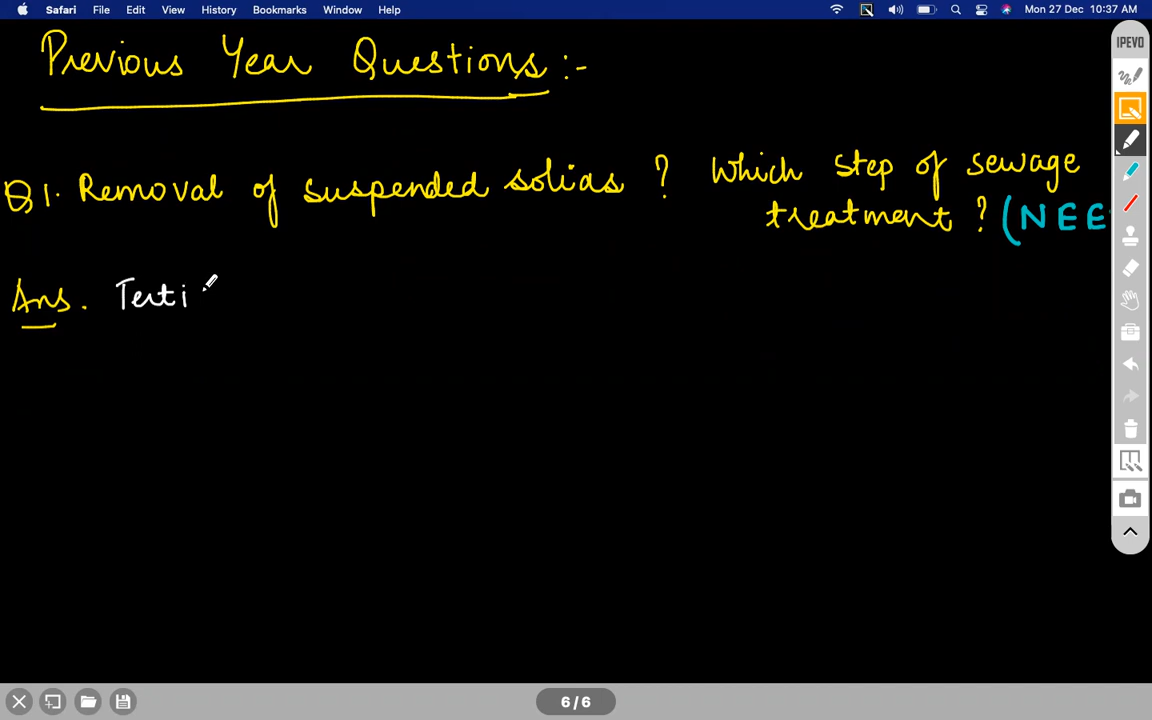 Safari File Edit View History Bookmarks Window Help Mon 27 Dec 10:37 AM
IPEVO
Previous Year Questions :-
Q1. Removal of suspended solids ? Which step of sewage
treatment ? (NEE
Ans. Terti
6/6